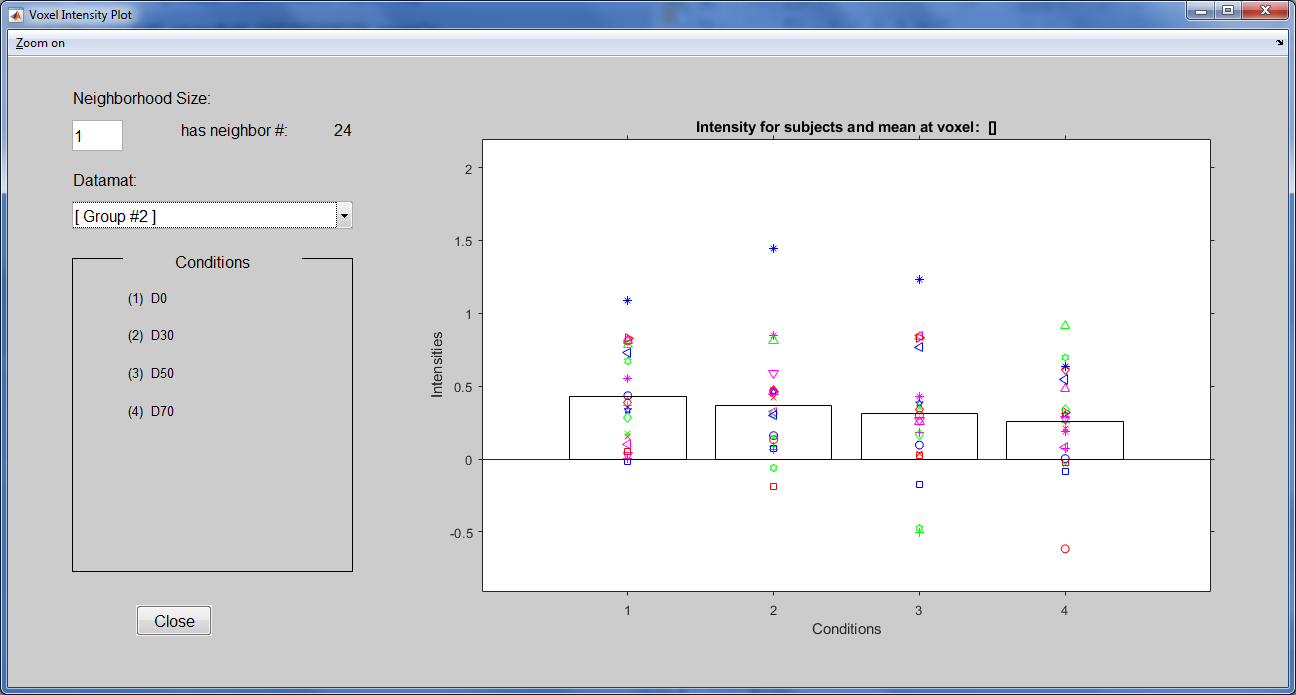 Voxel Intensity Plot
Zoom on
Neighborhood Size:
1 has neighbor #: 24
Datamat:
[ Group #2 ]
Conditions
(1) D0
(2) D30
(3) D50
(4) D70
Close
Intensity for subjects and mean at voxel: []
Intensities
2
1.5
1
0.5
0
-0.5
1 2 3 4
Conditions